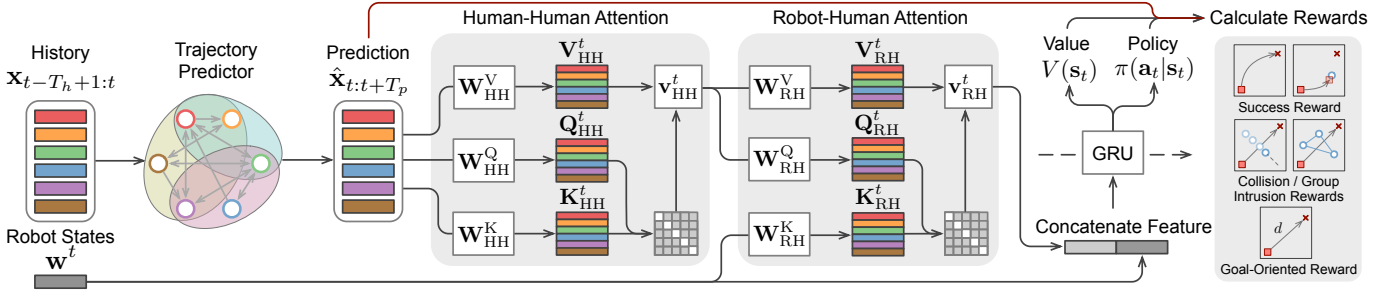 History
x_{t−T_h+1:t}
Trajectory
Predictor
Prediction
x̂_{t:t+T_p}
Human-Human Attention
W^V_HH
V^t_HH
v^t_HH
W^Q_HH
Q^t_HH
W^K_HH
K^t_HH
Robot-Human Attention
W^V_RH
V^t_RH
v^t_RH
W^Q_RH
Q^t_RH
W^K_RH
K^t_RH
Robot States
w^t
Value
V(s_t)
Policy
π(a_t|s_t)
GRU
Concatenate Feature
Calculate Rewards
Success Reward
Collision / Group
Intrusion Rewards
d
Goal-Oriented Reward